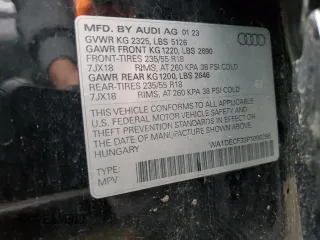 MFD. BY AUDI AG 01 23
GVWR KG 2325, LBS 5126
GAWR FRONT KG1220, LBS 2690
FRONT-TIRES 235/55 R18
7JX18 RIMS, AT 260 KPA 38 PSI COLD
GAWR REAR KG1200, LBS 2646
REAR-TIRES 235/55 R18
7JX18 RIMS, AT 260 KPA 38 PSI COLD
THIS VEHICLE CONFORMS TO ALL APPLICABLE
U.S. FEDERAL MOTOR VEHICLE SAFETY,
BUMPER, AND THEFT PREVENTION STANDARDS
IN EFFECT ON THE DATE OF MANUFACTURE
HUNGARY
TYPE:
MPV